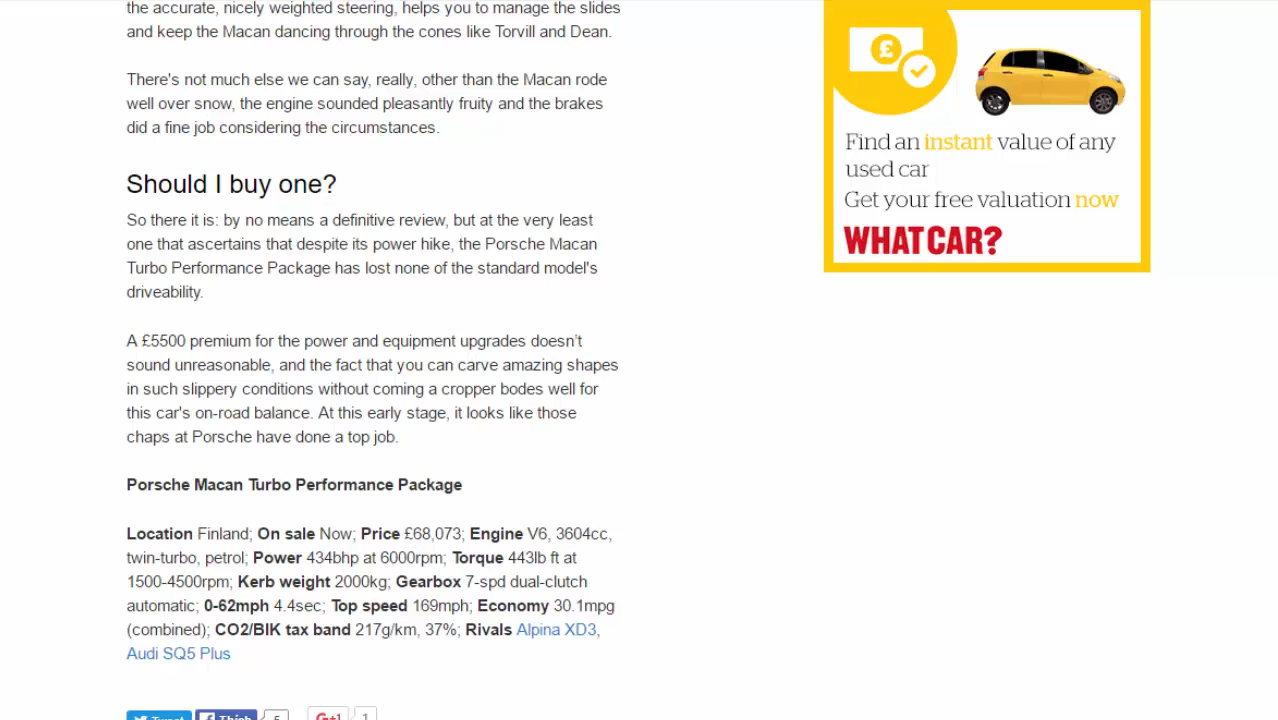 the accurate, nicely weighted steering, helps you to manage the slides
and keep the Macan dancing through the cones like Torvill and Dean.
There's not much else we can say, really, other than the Macan rode
well over snow, the engine sounded pleasantly fruity and the brakes
did a fine job considering the circumstances.
Should I buy one?
So there it is: by no means a definitive review, but at the very least
one that ascertains that despite its power hike, the Porsche Macan
Turbo Performance Package has lost none of the standard model's
driveability.
A £5500 premium for the power and equipment upgrades doesn’t
sound unreasonable, and the fact that you can carve amazing shapes
in such slippery conditions without coming a cropper bodes well for
this car's on-road balance. At this early stage, it looks like those
chaps at Porsche have done a top job.
Porsche Macan Turbo Performance Package
Location Finland; On sale Now; Price £68,073; Engine V6, 3604cc,
twin-turbo, petrol; Power 434bhp at 6000rpm; Torque 443lb ft at
1500-4500rpm; Kerb weight 2000kg; Gearbox 7-spd dual-clutch
automatic; 0-62mph 4.4sec; Top speed 169mph; Economy 30.1mpg
(combined); CO2/BIK tax band 217g/km, 37%; Rivals Alpina XD3,
Audi SQ5 Plus
Tweet Thích 5 G+1 1
£
Find an instant value of any
used car
Get your free valuation now
WHAT CAR?